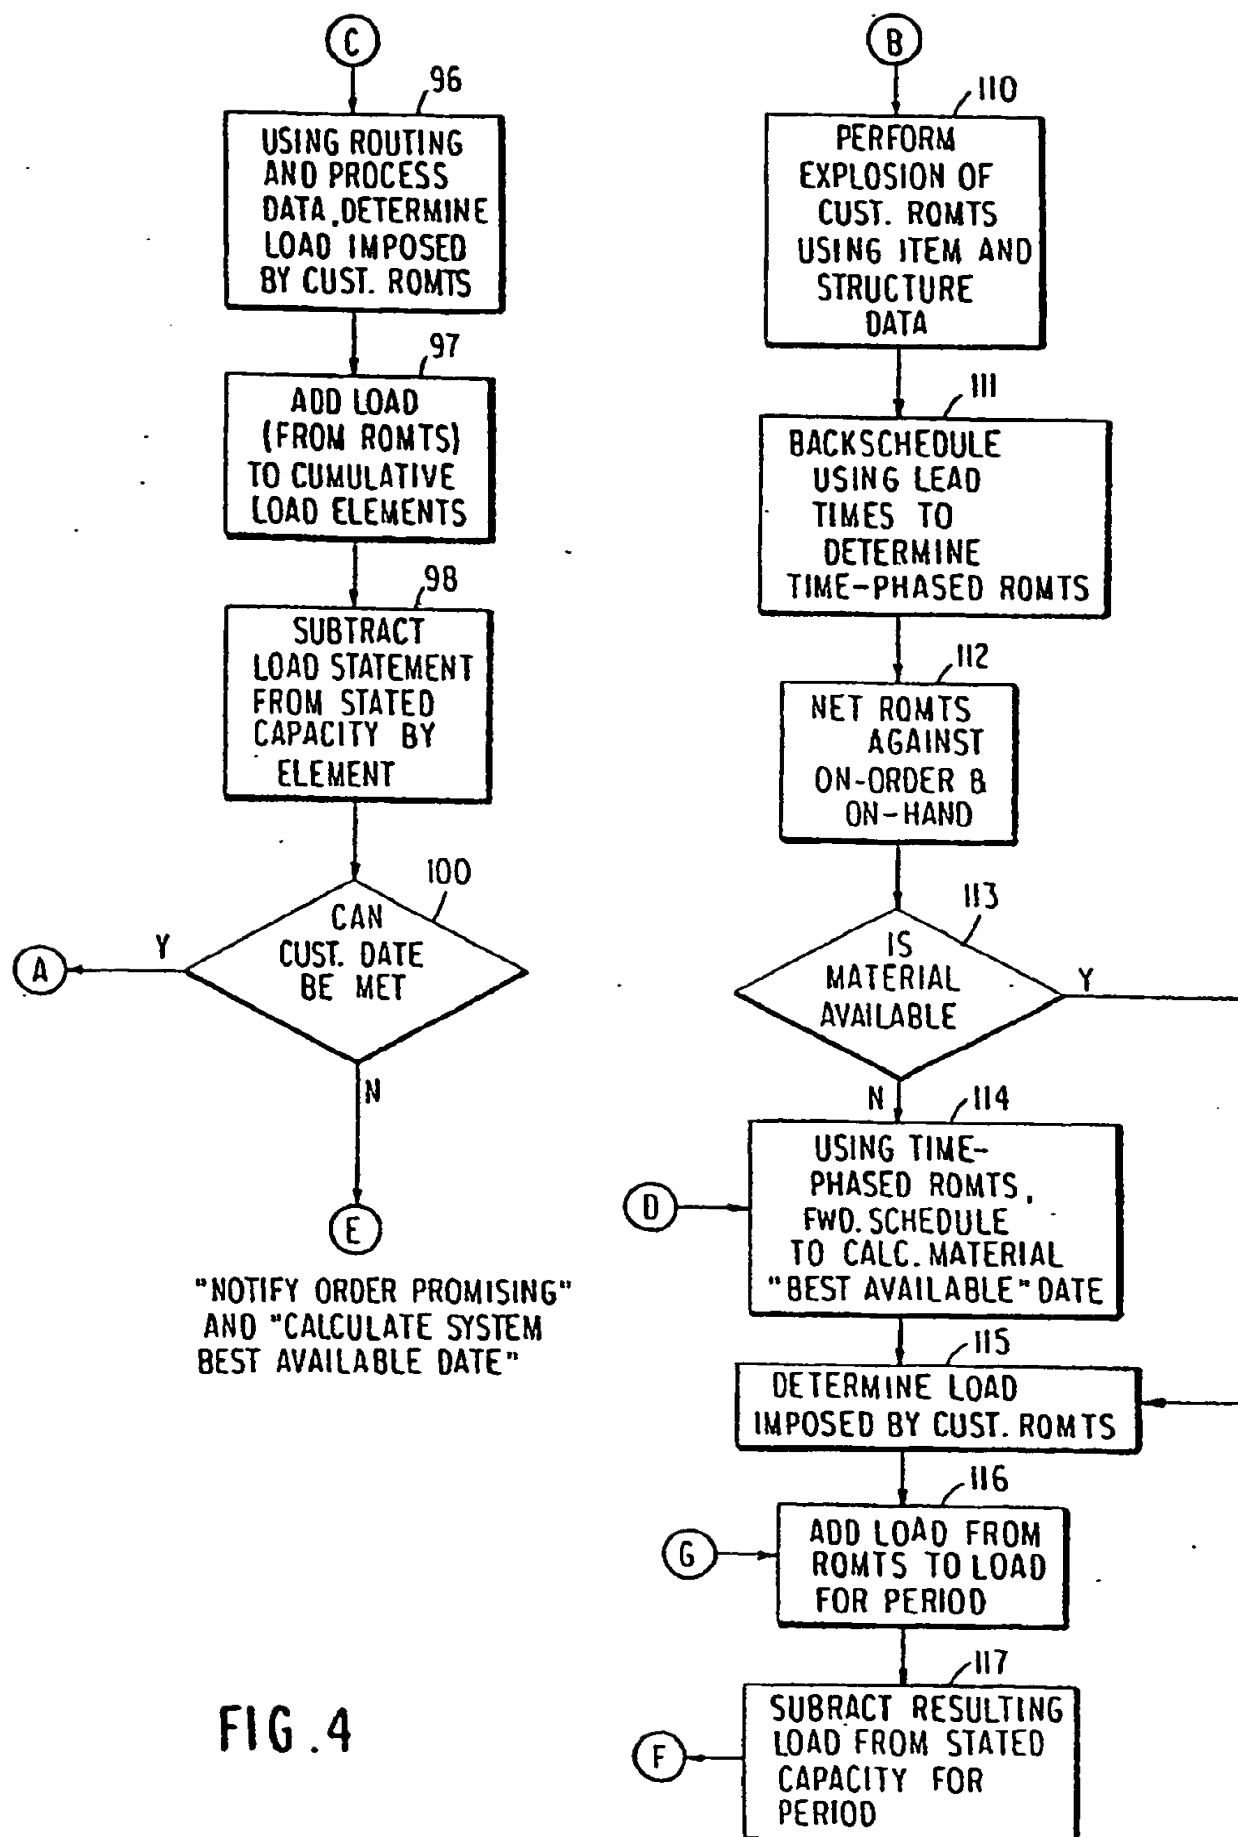 C
96
USING ROUTING
AND PROCESS
DATA, DETERMINE
LOAD IMPOSED
BY CUST. RQMTS
97
ADD LOAD
(FROM RQMTS)
TO CUMULATIVE
LOAD ELEMENTS
98
SUBTRACT
LOAD STATEMENT
FROM STATED
CAPACITY BY
ELEMENT
100
CAN
CUST. DATE
BE MET
Y
A
N
E
"NOTIFY ORDER PROMISING"
AND "CALCULATE SYSTEM
BEST AVAILABLE DATE"
B
110
PERFORM
EXPLOSION OF
CUST. RQMTS
USING ITEM AND
STRUCTURE
DATA
111
BACKSCHEDULE
USING LEAD
TIMES TO
DETERMINE
TIME-PHASED RQMTS
112
NET RQMTS
AGAINST
ON-ORDER &
ON-HAND
113
IS
MATERIAL
AVAILABLE
Y
N
114
USING TIME-
PHASED RQMTS,
FWD. SCHEDULE
TO CALC. MATERIAL
"BEST AVAILABLE" DATE
D
115
DETERMINE LOAD
IMPOSED BY CUST. RQMTS
116
ADD LOAD FROM
RQMTS TO LOAD
FOR PERIOD
G
117
SUBRACT RESULTING
LOAD FROM STATED
CAPACITY FOR
PERIOD
F
FIG. 4